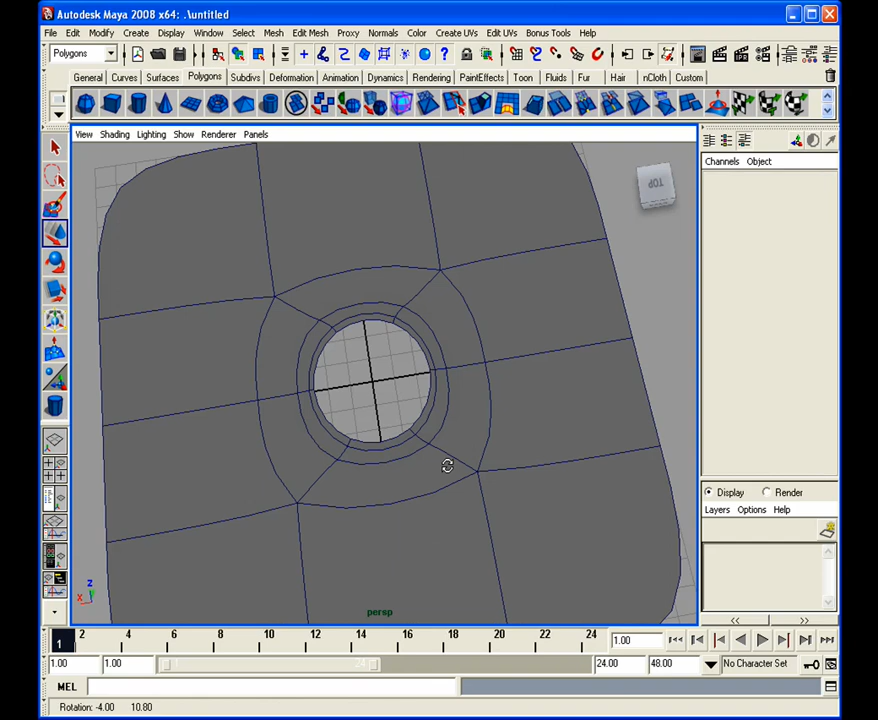 Autodesk Maya 2008 x64: .\untitled
File Edit Modify Create Display Window Select Mesh Edit Mesh Proxy Normals Color Create UVs Edit UVs Bonus Tools Help
Polygons
General Curves Surfaces Polygons Subdivs Deformation Animation Dynamics Rendering PaintEffects Toon Fluids Fur Hair nCloth Custom
View Shading Lighting Show Renderer Panels
Channels Object
TOP
Display Render
Layers Options Help
z
x
persp
2 4 6 8 10 12 14 16 18 20 22 24
1
1.00
1.00 1.00 1 24 24.00 48.00 No Character Set
MEL
Rotation: -4.00 10.80